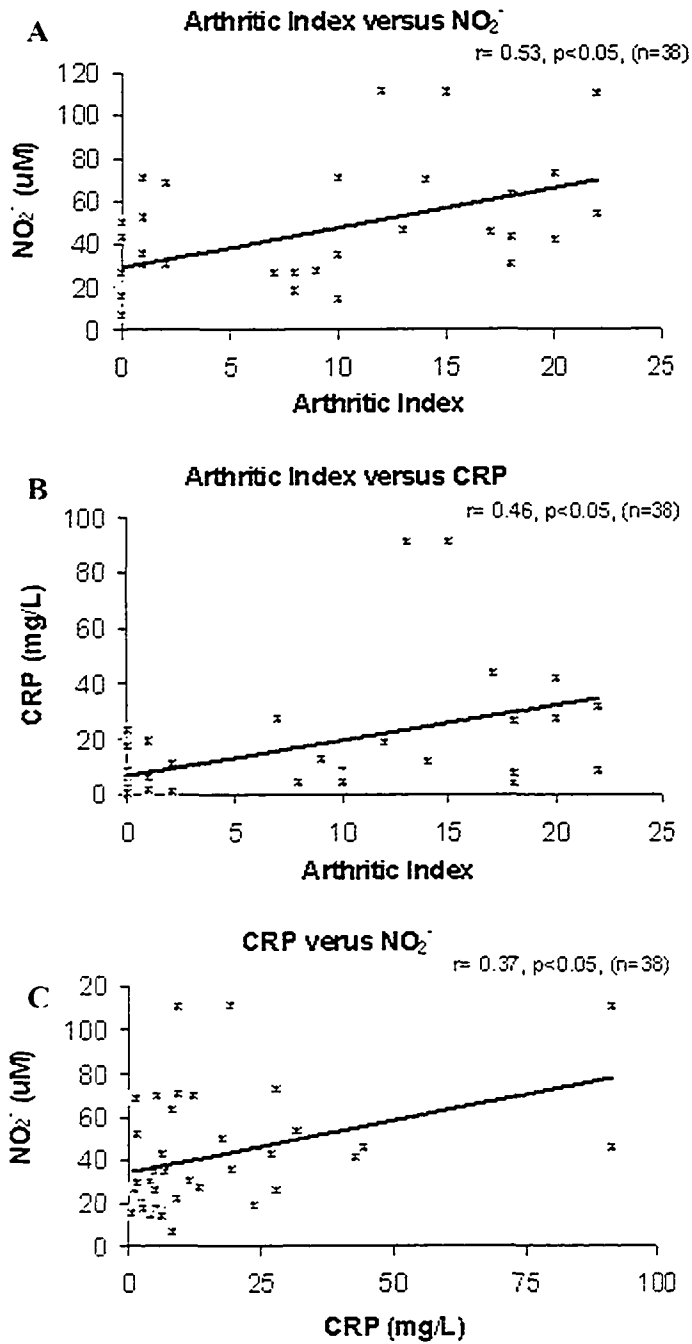 A
Arthritic Index versus NO₂⁻
r= 0.53, p<0.05, (n=38)
NO₂⁻ (uM)
120
100
80
60
40
20
0
0 5 10 15 20 25
Arthritic Index
B
Arthritic Index versus CRP
r= 0.46, p<0.05, (n=38)
CRP (mg/L)
100
80
60
40
20
0
0 5 10 15 20 25
Arthritic Index
CRP verus NO₂⁻
r= 0.37, p<0.05, (n=38)
C
NO₂⁻ (uM)
20
100
80
60
40
20
0
0 25 50 75 100
CRP (mg/L)